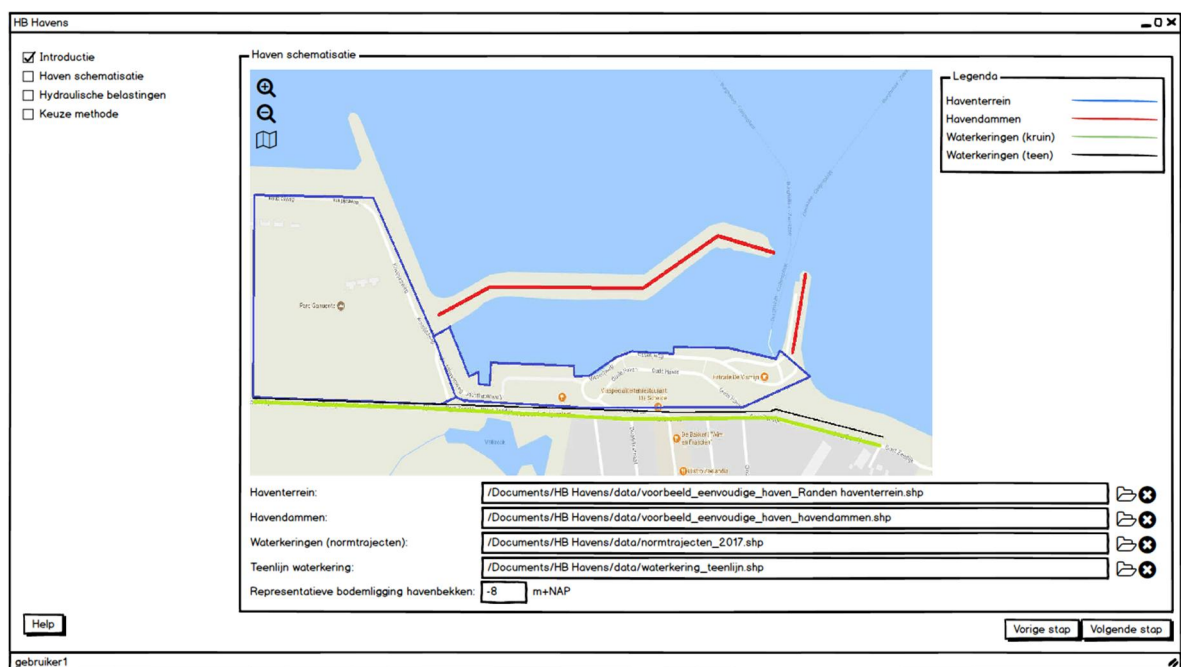 HB Havens
Introductie
Haven schematisatie
Hydraulische belastingen
Keuze methode
Haven schematisatie
Legenda
Haventerrein
Havendammen
Waterkeringen (kruin)
Waterkeringen (teen)
Haventerrein:
/Documents/HB Havens/data/voorbeeld_eenvoudige_haven_Randen haventerrein.shp
Havendammen:
/Documents/HB Havens/data/voorbeeld_eenvoudige_haven_havendammen.shp
Waterkeringen (normtrajecten):
/Documents/HB Havens/data/normtrajecten_2017.shp
Teenlijn waterkering:
/Documents/HB Havens/data/waterkering_teenlijn.shp
Representatieve bodemligging havenbekken: -8 m+NAP
Help
Vorige stap Volgende stap
gebruiker1